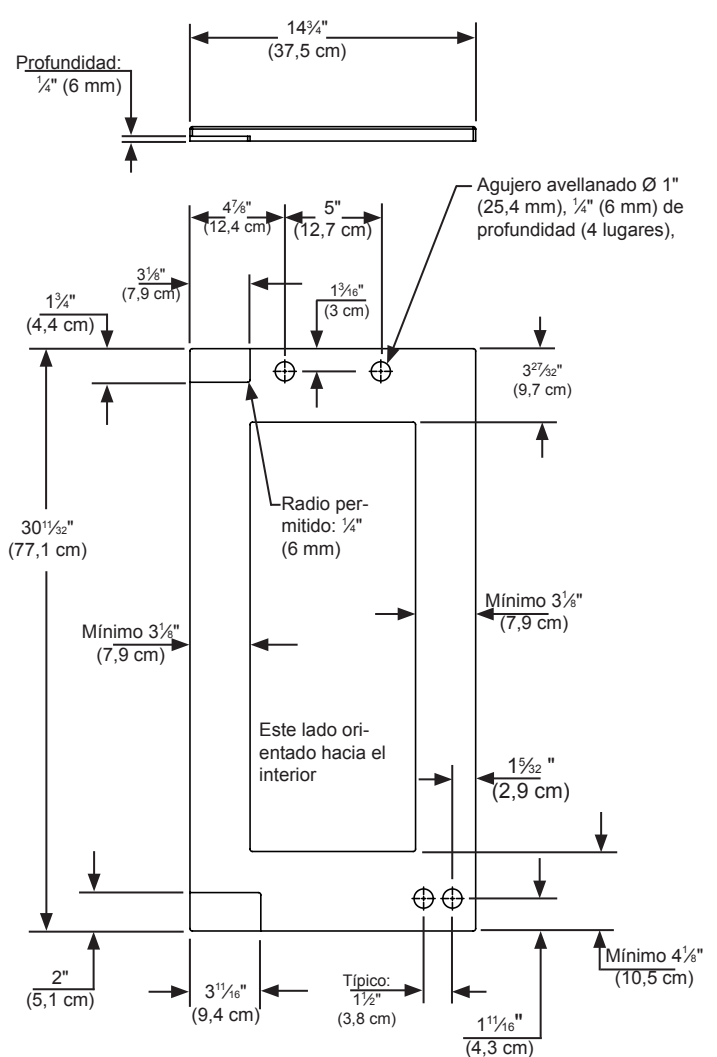 14¾"
(37,5 cm)
Profundidad:
¼" (6 mm)
Agujero avellanado Ø 1"
(25,4 mm), ¼" (6 mm) de
profundidad (4 lugares),
4⅞"
(12,4 cm)
5"
(12,7 cm)
3⅛"
(7,9 cm)
1³⁄₁₆"
(3 cm)
1¾"
(4,4 cm)
3²⁷⁄₃₂"
(9,7 cm)
Radio per-
mitido: ¼"
(6 mm)
30¹¹⁄₃₂"
(77,1 cm)
Mínimo 3⅛"
(7,9 cm)
Mínimo 3⅛"
(7,9 cm)
Este lado ori-
entado hacia el
interior
1⁵⁄₃₂ "
(2,9 cm)
Mínimo 4⅛"
(10,5 cm)
2"
(5,1 cm)
3¹¹⁄₁₆"
(9,4 cm)
Típico:
1½"
(3,8 cm)
1¹¹⁄₁₆"
(4,3 cm)